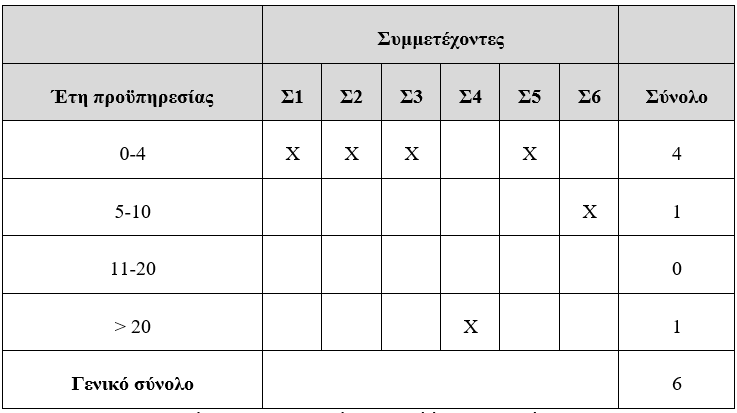 Συμμετέχοντες
Έτη προϋπηρεσίας Σ1 Σ2 Σ3 Σ4 Σ5 Σ6 Σύνολο
0-4 X X X X 4
5-10 X 1
11-20 0
> 20 X 1
Γενικό σύνολο 6